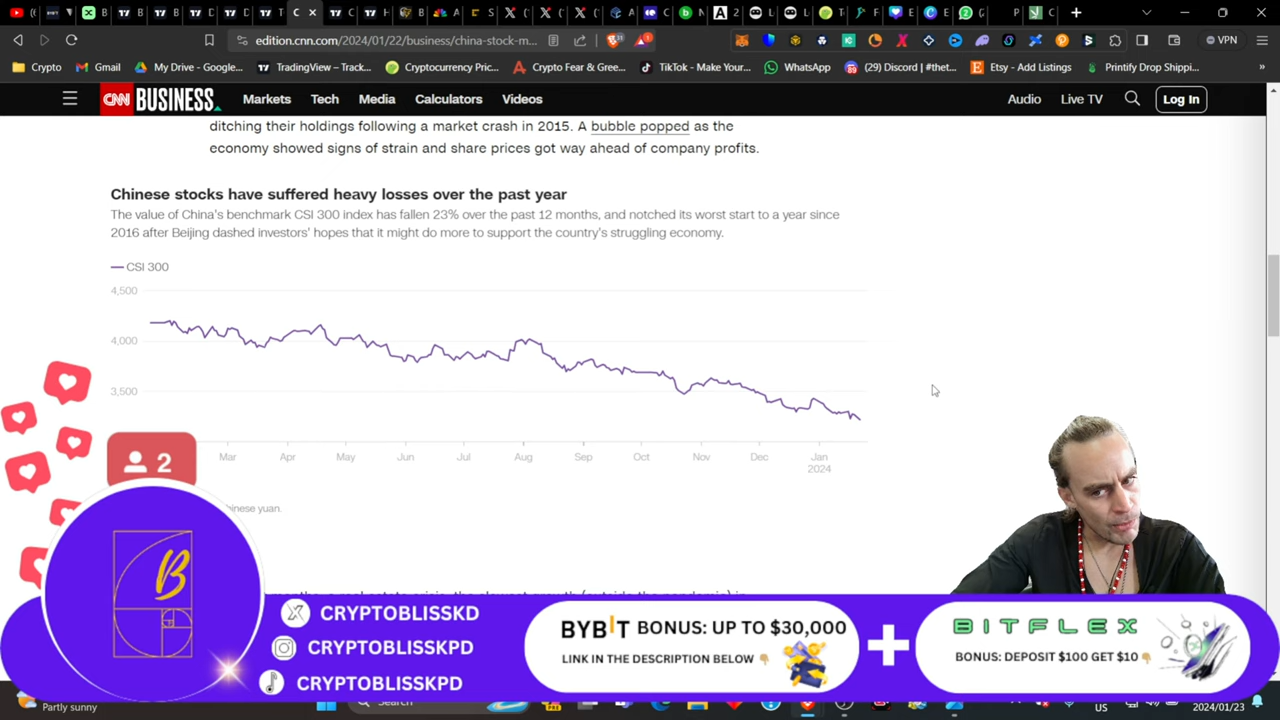 edition.cnn.com/2024/01/22/business/china-stock-m...
VPN
Crypto
Gmail
My Drive - Google...
TradingView – Track...
Cryptocurrency Pric...
Crypto Fear & Gree...
TikTok - Make Your...
WhatsApp
(29) Discord | #thet...
Etsy - Add Listings
Printify Drop Shippi...
CNN BUSINESS
Markets
Tech
Media
Calculators
Videos
Audio
Live TV
Log In
ditching their holdings following a market crash in 2015. A bubble popped as the
economy showed signs of strain and share prices got way ahead of company profits.
Chinese stocks have suffered heavy losses over the past year
The value of China's benchmark CSI 300 index has fallen 23% over the past 12 months, and notched its worst start to a year since
2016 after Beijing dashed investors' hopes that it might do more to support the country's struggling economy.
CSI 300
4,500
4,000
3,500
Mar
Apr
May
Jun
Jul
Aug
Sep
Oct
Nov
Dec
Jan
2024
2
yuan.
B
CRYPTOBLISSKD
CRYPTOBLISSKPD
CRYPTOBLISSKPD
BYBIT BONUS: UP TO $30,000
LINK IN THE DESCRIPTION BELOW
+
BITFLEX
BONUS: DEPOSIT $100 GET $10
Partly sunny
Search
US
2024/01/23